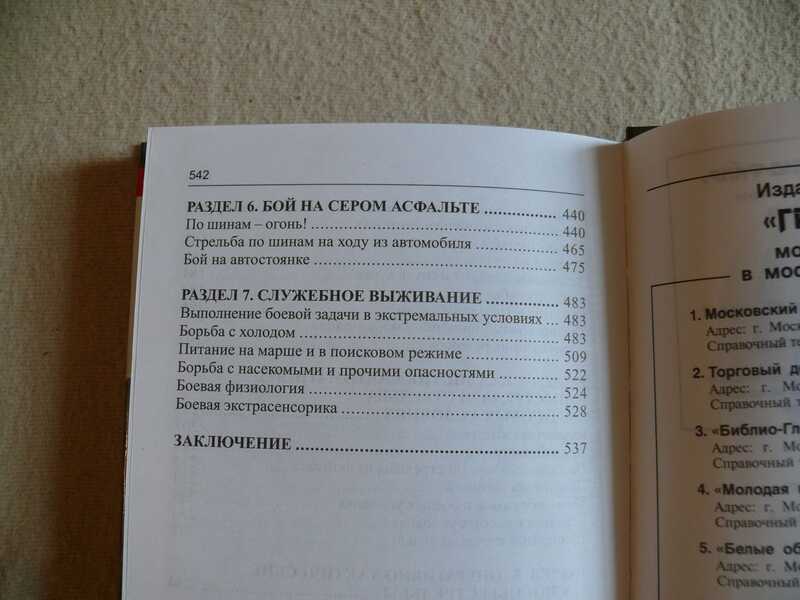 542
РАЗДЕЛ 6. БОЙ НА СЕРОМ АСФАЛЬТЕ ............... 440
По шинам – огонь! ............... 440
Стрельба по шинам на ходу из автомобиля ............... 465
Бой на автостоянке ............... 475
РАЗДЕЛ 7. СЛУЖЕБНОЕ ВЫЖИВАНИЕ ............... 483
Выполнение боевой задачи в экстремальных условиях ... 483
Борьба с холодом ............... 483
Питание на марше и в поисковом режиме ............... 509
Борьба с насекомыми и прочими опасностями ............... 522
Боевая физиология ............... 524
Боевая экстрасенсорика ............... 528
ЗАКЛЮЧЕНИЕ ............... 537
Изда
в мос
1. Московский
Адрес: г. Москва
Справочный те
2. Торговый д
Адрес: г. Мо
Справочный т
3. «Библио-Гл
Адрес: г. Мо
Справочный
4. «Молодая
Адрес: г. Мо
Справочный
5. «Белые об
Адрес: г. Мо
Справочный